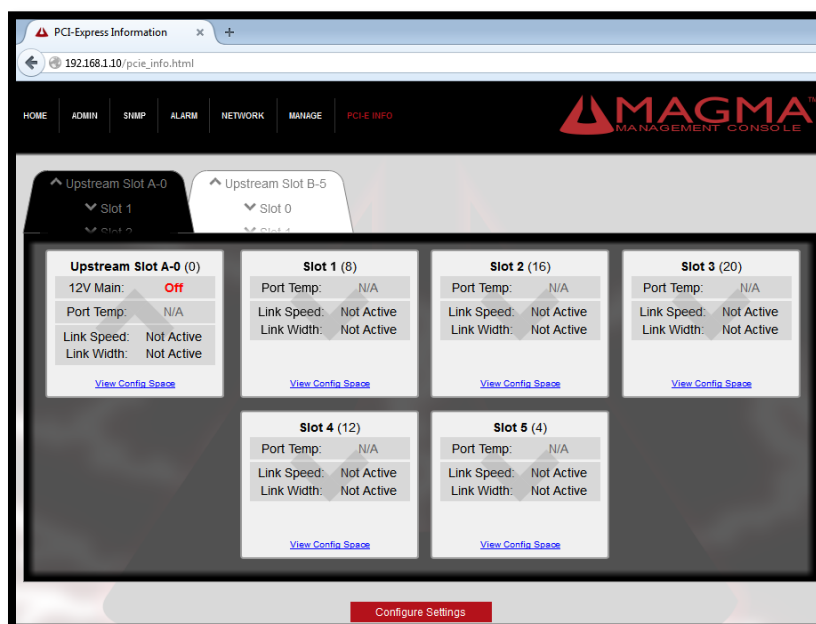 PCI-Express Information × +
192.168.1.10/pcie_info.html
HOME ADMIN SNMP ALARM NETWORK MANAGE PCI-E INFO
MAGMA™
MANAGEMENT CONSOLE
Upstream Slot A-0 Upstream Slot B-5
Slot 1 Slot 0
Slot 2 Slot 1
Upstream Slot A-0 (0)
12V Main: Off
Port Temp: N/A
Link Speed: Not Active
Link Width: Not Active
View Config Space
Slot 1 (8)
Port Temp: N/A
Link Speed: Not Active
Link Width: Not Active
View Config Space
Slot 2 (16)
Port Temp: N/A
Link Speed: Not Active
Link Width: Not Active
View Config Space
Slot 3 (20)
Port Temp: N/A
Link Speed: Not Active
Link Width: Not Active
View Config Space
Slot 4 (12)
Port Temp: N/A
Link Speed: Not Active
Link Width: Not Active
View Config Space
Slot 5 (4)
Port Temp: N/A
Link Speed: Not Active
Link Width: Not Active
View Config Space
Configure Settings